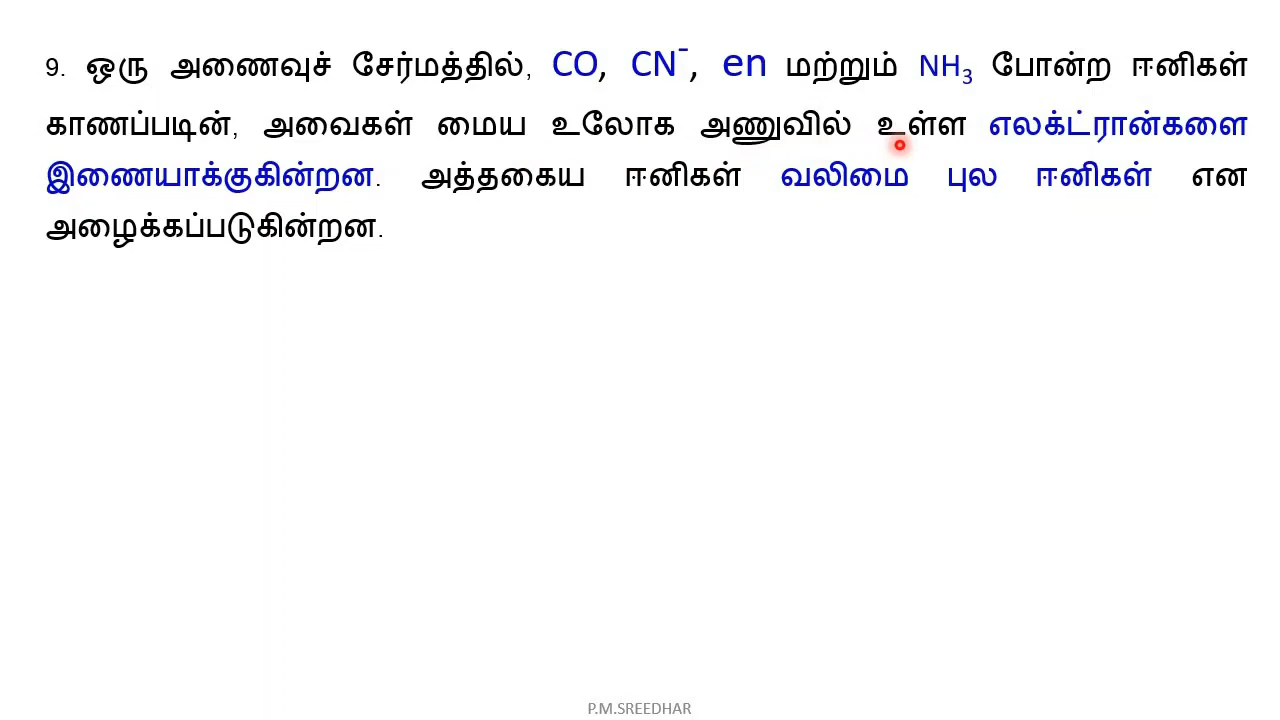 9. ஒரு அணைவுச் சேர்மத்தில், CO, CN⁻, en மற்றும் NH₃ போன்ற ஈனிகள்
காணப்படின், அவைகள் மைய உலோக அணுவில் உள்ள எலக்ட்ரான்களை
இணையாக்குகின்றன. அத்தகைய ஈனிகள் வலிமை புல ஈனிகள் என
அழைக்கப்படுகின்றன.
P.M.SREEDHAR